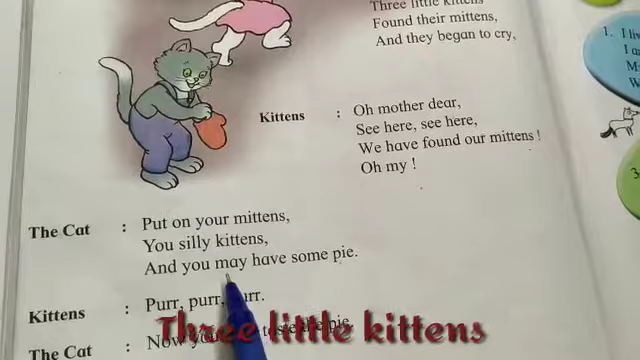 Three little kittens
Found their mittens,
And they began to cry,
Kittens : Oh mother dear,
See here, see here,
We have found our mittens !
Oh my !
The Cat : Put on your mittens,
You silly kittens,
And you may have some pie.
Kittens : Purr, purr,
The Cat : Now pie
Three little kittens
1. I
I